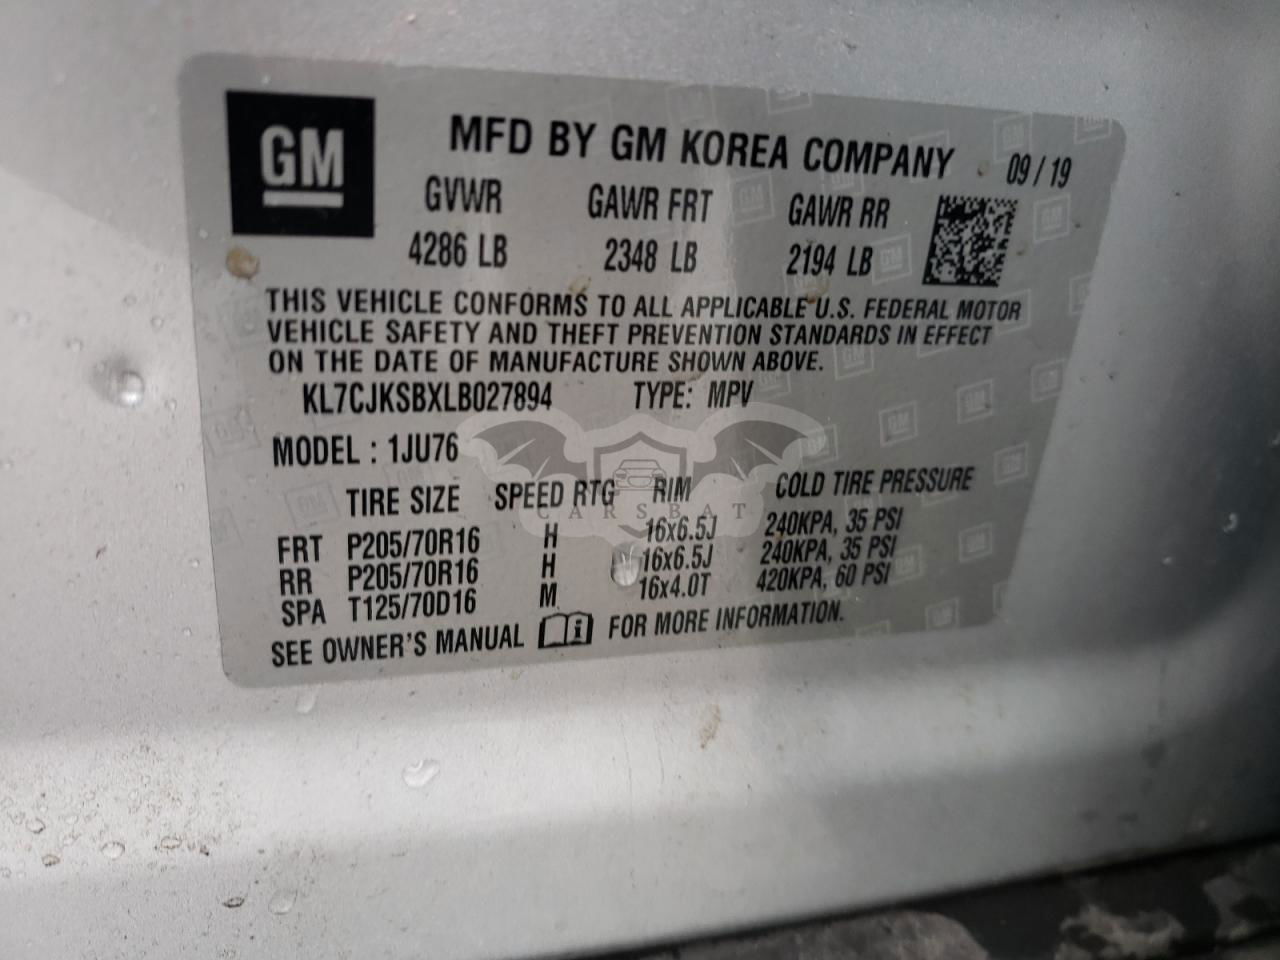 GM
MFD BY GM KOREA COMPANY 09 / 19
GVWR GAWR FRT GAWR RR
4286 LB 2348 LB 2194 LB
THIS VEHICLE CONFORMS TO ALL APPLICABLE U.S. FEDERAL MOTOR
VEHICLE SAFETY AND THEFT PREVENTION STANDARDS IN EFFECT
ON THE DATE OF MANUFACTURE SHOWN ABOVE.
KL7CJKSBXLB027894 TYPE: MPV
MODEL : 1JU76
TIRE SIZE SPEED RTG RIM COLD TIRE PRESSURE
CARSBAT
FRT P205/70R16 H 16x6.5J 240KPA, 35 PSI
RR P205/70R16 H 16x6.5J 240KPA, 35 PSI
SPA T125/70D16 M 16x4.0T 420KPA, 60 PSI
SEE OWNER'S MANUAL i FOR MORE INFORMATION.